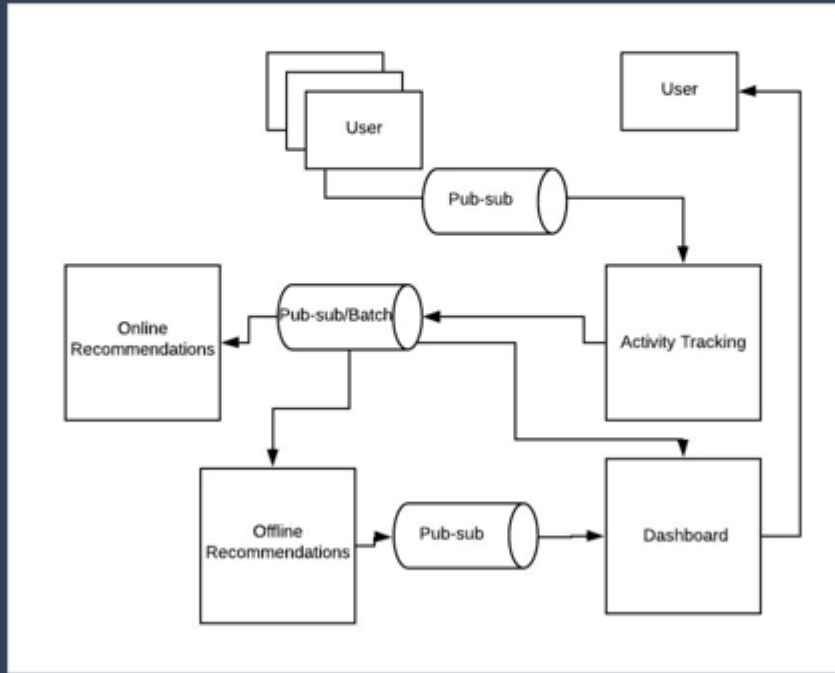 User
User
Pub-sub
Online
Recommendations
Pub-sub/Batch
Activity Tracking
Offline
Recommendations
Pub-sub
Dashboard